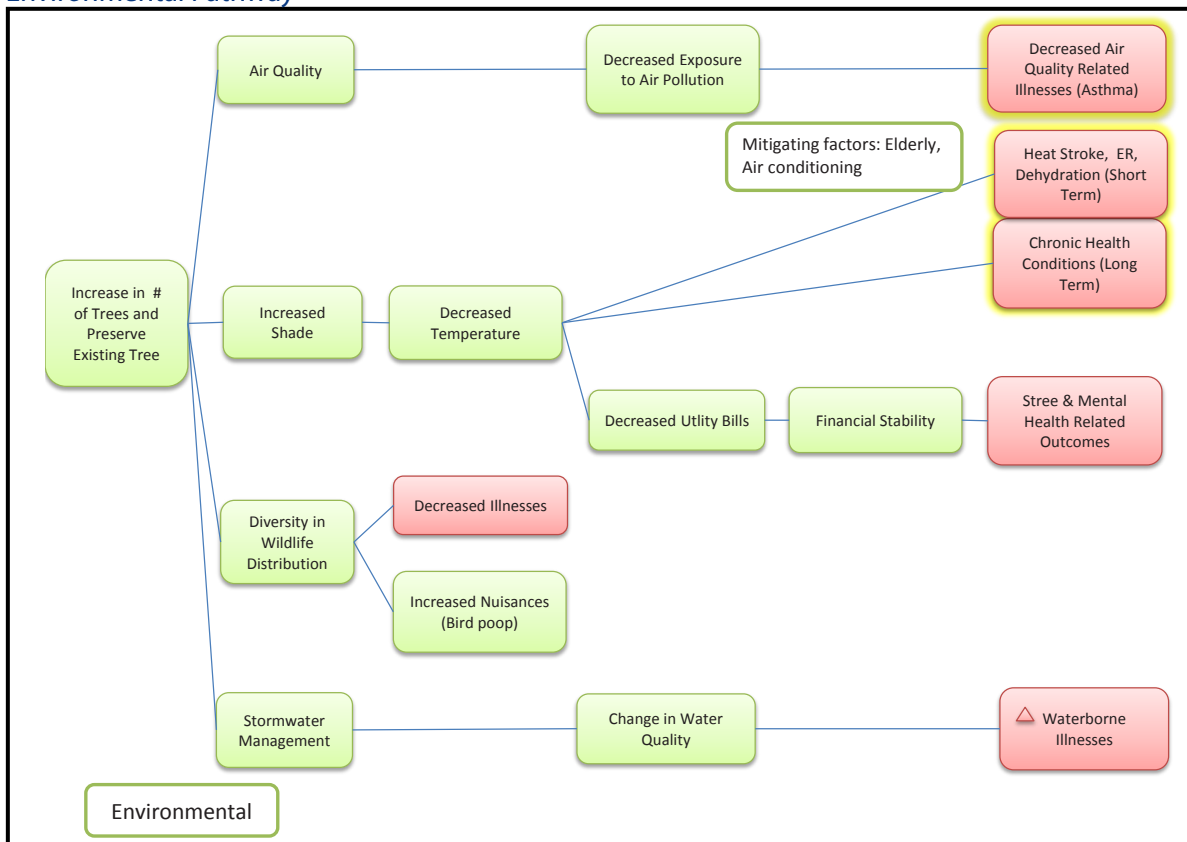 Environmental Pathway
Air Quality
Decreased Exposure
to Air Pollution
Decreased Air
Quality Related
Illnesses (Asthma)
Mitigating factors: Elderly,
Air conditioning
Heat Stroke, ER,
Dehydration (Short
Term)
Chronic Health
Conditions (Long
Term)
Increase in #
of Trees and
Preserve
Existing Tree
Increased
Shade
Decreased
Temperature
Decreased Utlity Bills
Financial Stability
Stree & Mental
Health Related
Outcomes
Decreased Illnesses
Diversity in
Wildlife
Distribution
Increased Nuisances
(Bird poop)
Stormwater
Management
Change in Water
Quality
△ Waterborne
Illnesses
Environmental